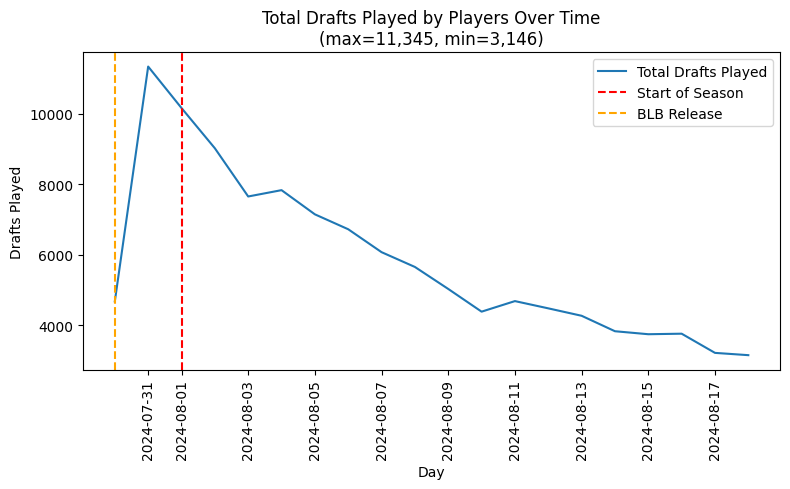 Total Drafts Played by Players Over Time
(max=11,345, min=3,146)
Total Drafts Played
Start of Season
BLB Release
Drafts Played
10000
8000
6000
4000
2024-07-31
2024-08-01
2024-08-03
2024-08-05
2024-08-07
2024-08-09
2024-08-11
2024-08-13
2024-08-15
2024-08-17
Day